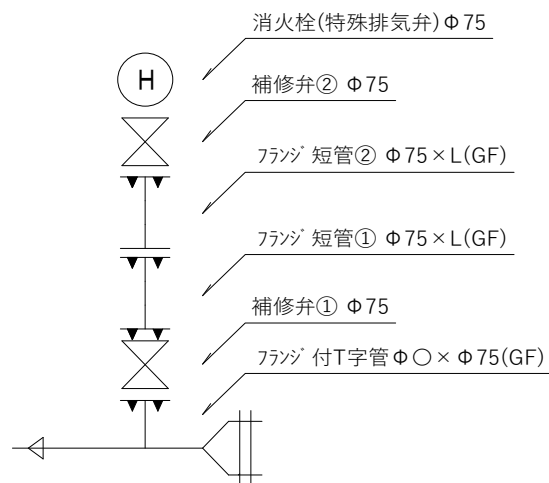 消火栓(特殊排気弁)Φ75
H
補修弁② Φ75
ﾌﾗﾝｼﾞ短管② Φ75×L(GF)
ﾌﾗﾝｼﾞ短管① Φ75×L(GF)
補修弁① Φ75
ﾌﾗﾝｼﾞ付T字管Φ〇×Φ75(GF)